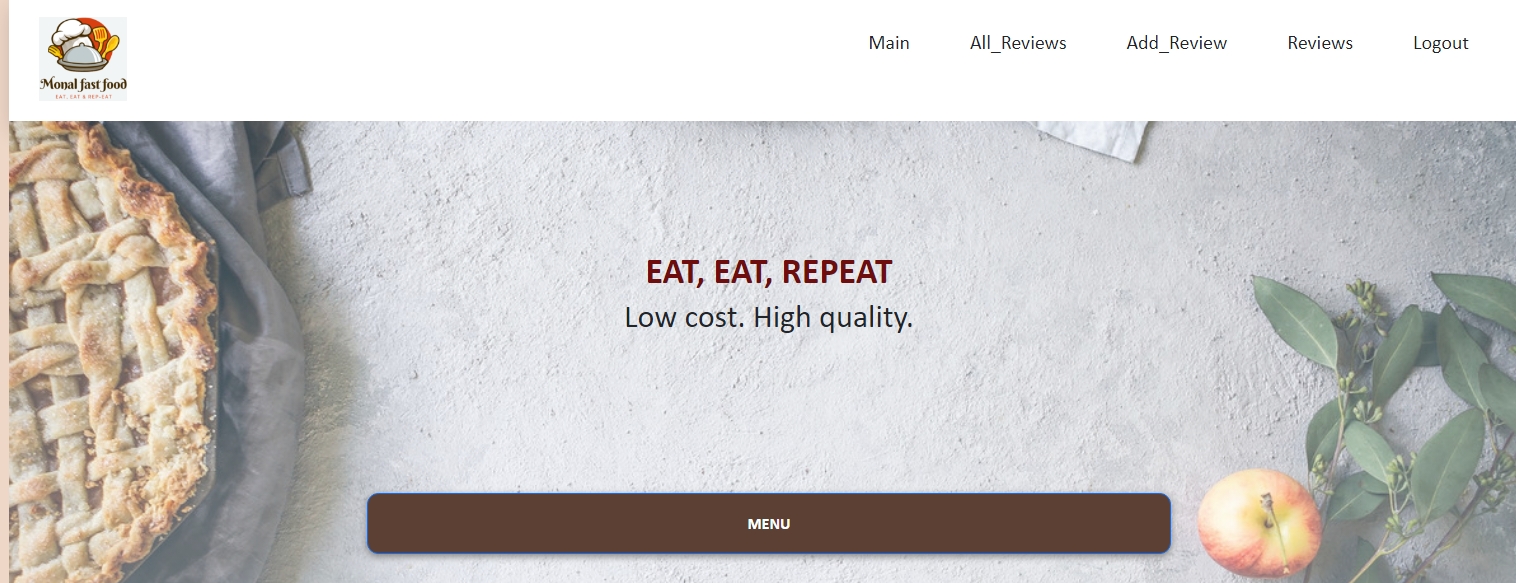 Monal fast food
EAT, EAT & REP-EAT
Main All_Reviews Add_Review Reviews Logout
EAT, EAT, REPEAT
Low cost. High quality.
MENU